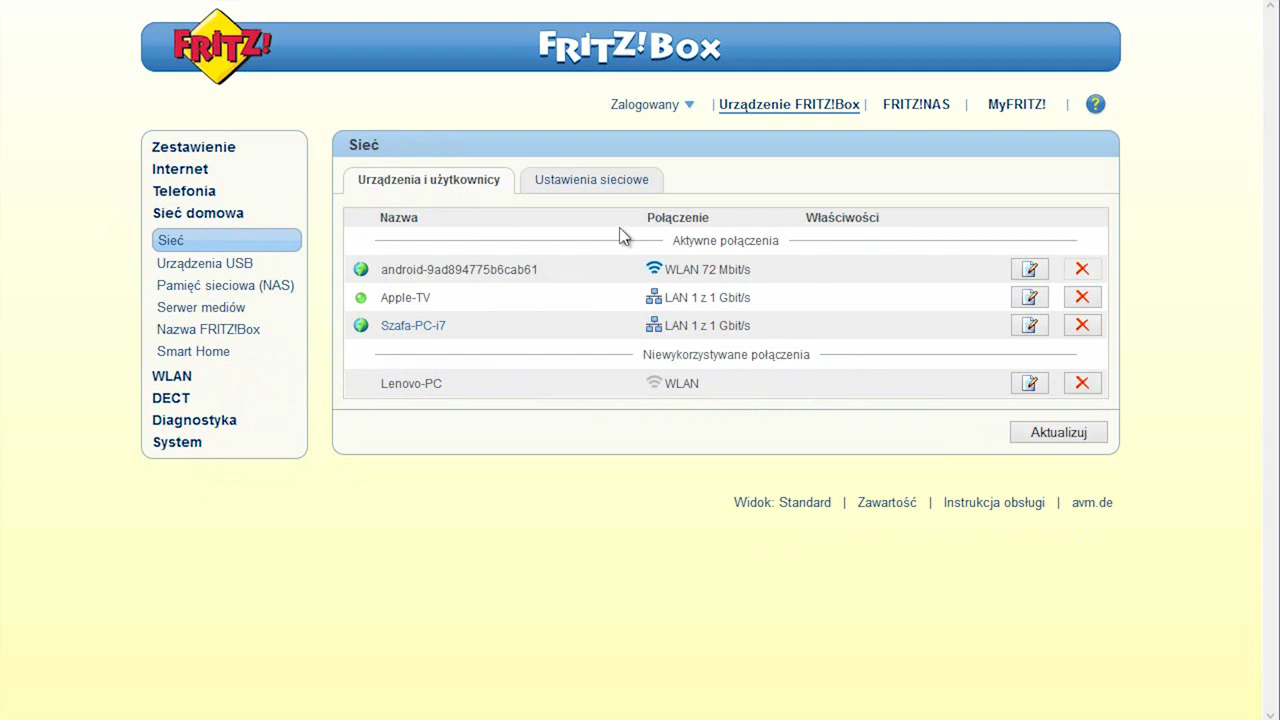 FRITZ!
FRITZ!Box
Zalogowany | Urządzenie FRITZ!Box | FRITZ!NAS | MyFRITZ! | ?
Zestawienie
Internet
Telefonia
Sieć domowa
Sieć
Urządzenia USB
Pamięć sieciowa (NAS)
Serwer mediów
Nazwa FRITZ!Box
Smart Home
WLAN
DECT
Diagnostyka
System
Sieć
Urządzenia i użytkownicy Ustawienia sieciowe
Nazwa Połączenie Właściwości
Aktywne połączenia
android-9ad894775b6cab61 WLAN 72 Mbit/s
Apple-TV LAN 1 z 1 Gbit/s
Szafa-PC-i7 LAN 1 z 1 Gbit/s
Niewykorzystywane połączenia
Lenovo-PC WLAN
Aktualizuj
Widok: Standard | Zawartość | Instrukcja obsługi | avm.de